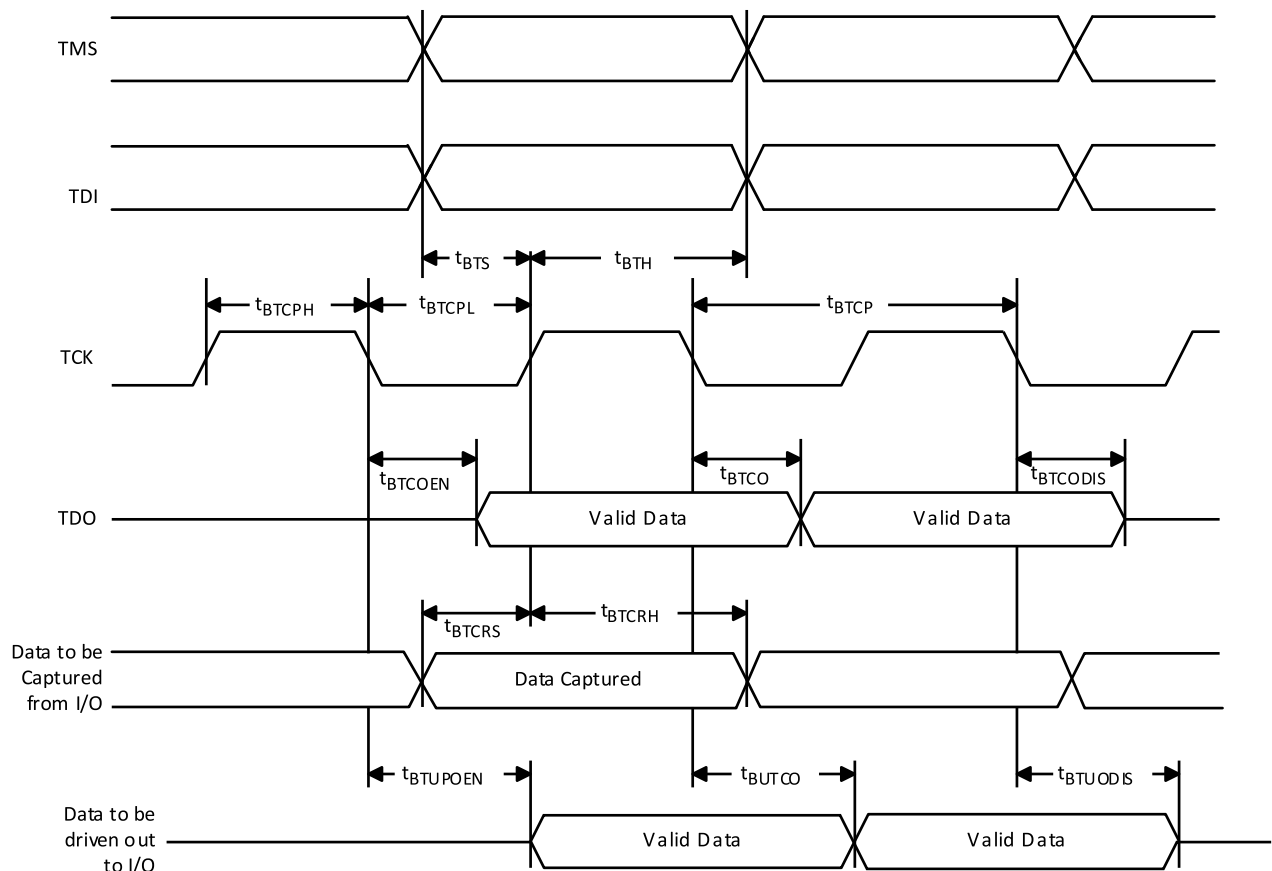 TMS
TDI
tBTS
tBTH
tBTCPH
tBTCPL
tBTCP
TCK
tBTCOEN
tBTCO
tBTCODIS
TDO
Valid Data
Valid Data
tBTCRS
tBTCRH
Data to be
Captured
from I/O
Data Captured
tBTUPOEN
tBUTCO
tBTUODIS
Data to be
driven out
to I/O
Valid Data
Valid Data